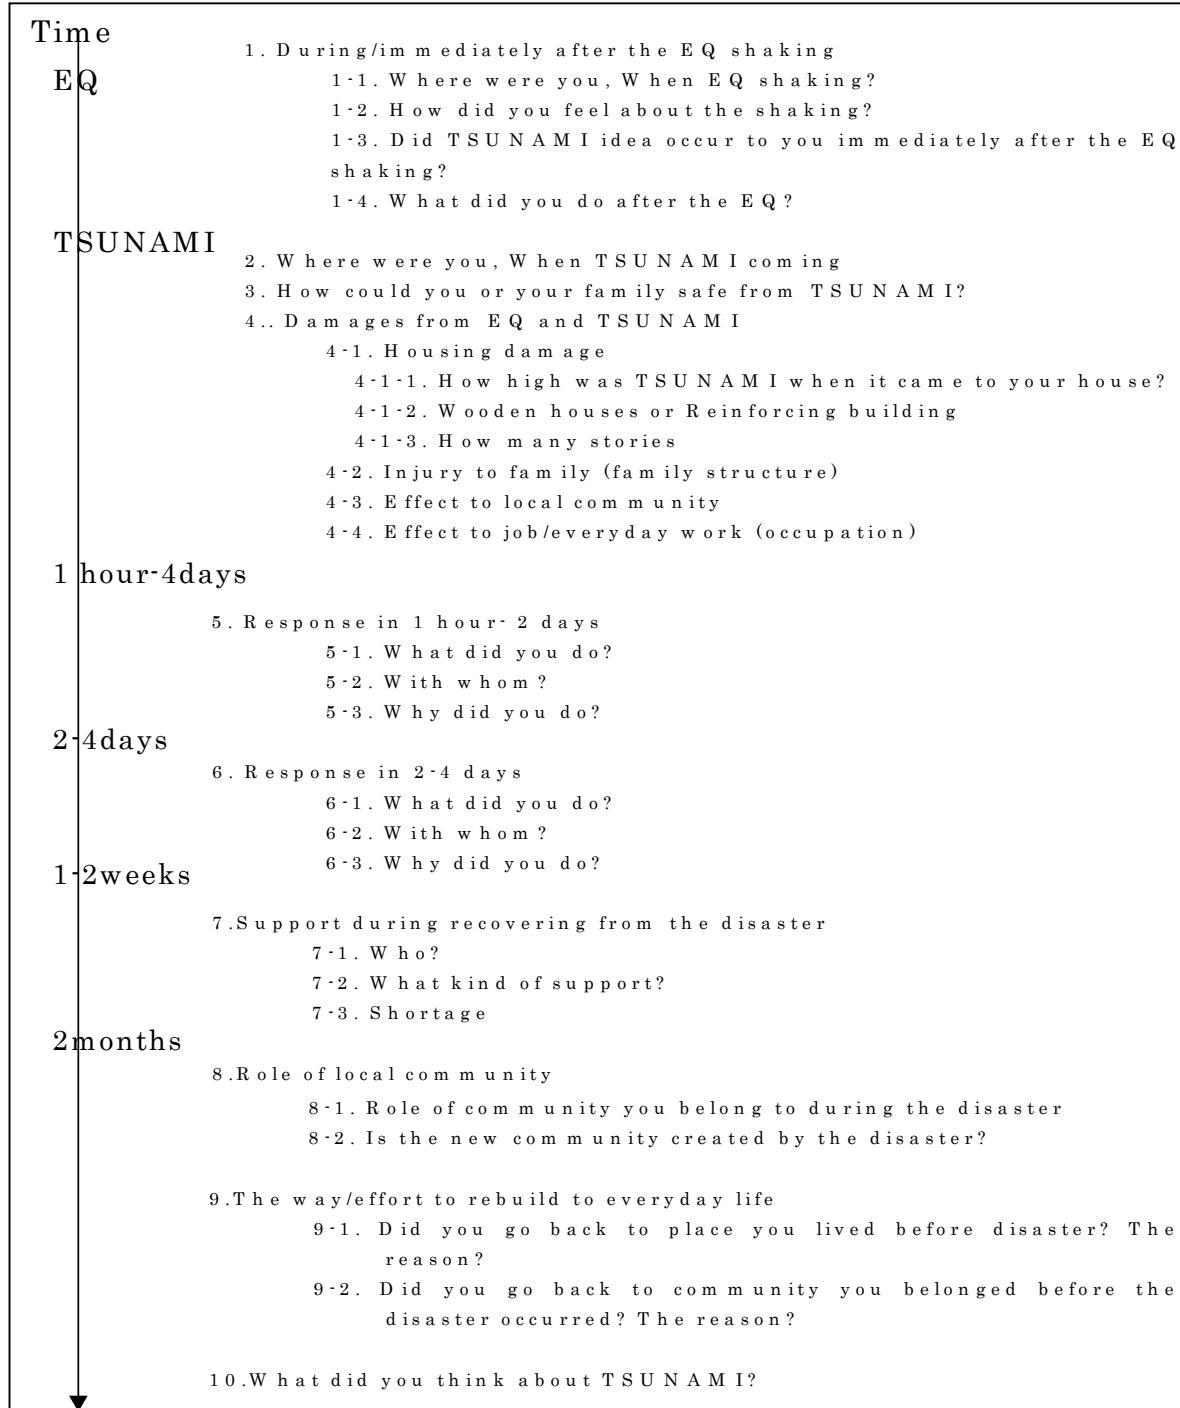 Time
1. During/immediately after the EQ shaking
EQ
1-1. Where were you, When EQ shaking?
1-2. How did you feel about the shaking?
1-3. Did TSUNAMI idea occur to you immediately after the EQ
shaking?
1-4. What did you do after the EQ?
TSUNAMI
2. Where were you, When TSUNAMI coming
3. How could you or your family safe from TSUNAMI?
4.. Damages from EQ and TSUNAMI
4-1. Housing damage
4-1-1. How high was TSUNAMI when it came to your house?
4-1-2. Wooden houses or Reinforcing building
4-1-3. How many stories
4-2. Injury to family (family structure)
4-3. Effect to local community
4-4. Effect to job/everyday work (occupation)
1 hour-4days
5. Response in 1 hour- 2 days
5-1. What did you do?
5-2. With whom?
5-3. Why did you do?
2-4days
6. Response in 2-4 days
6-1. What did you do?
6-2. With whom?
6-3. Why did you do?
1-2weeks
7.Support during recovering from the disaster
7-1. Who?
7-2. What kind of support?
7-3. Shortage
2months
8.Role of local community
8-1. Role of community you belong to during the disaster
8-2. Is the new community created by the disaster?
9.The way/effort to rebuild to everyday life
9-1. Did you go back to place you lived before disaster? The
reason?
9-2. Did you go back to community you belonged before the
disaster occurred? The reason?
10.What did you think about TSUNAMI?